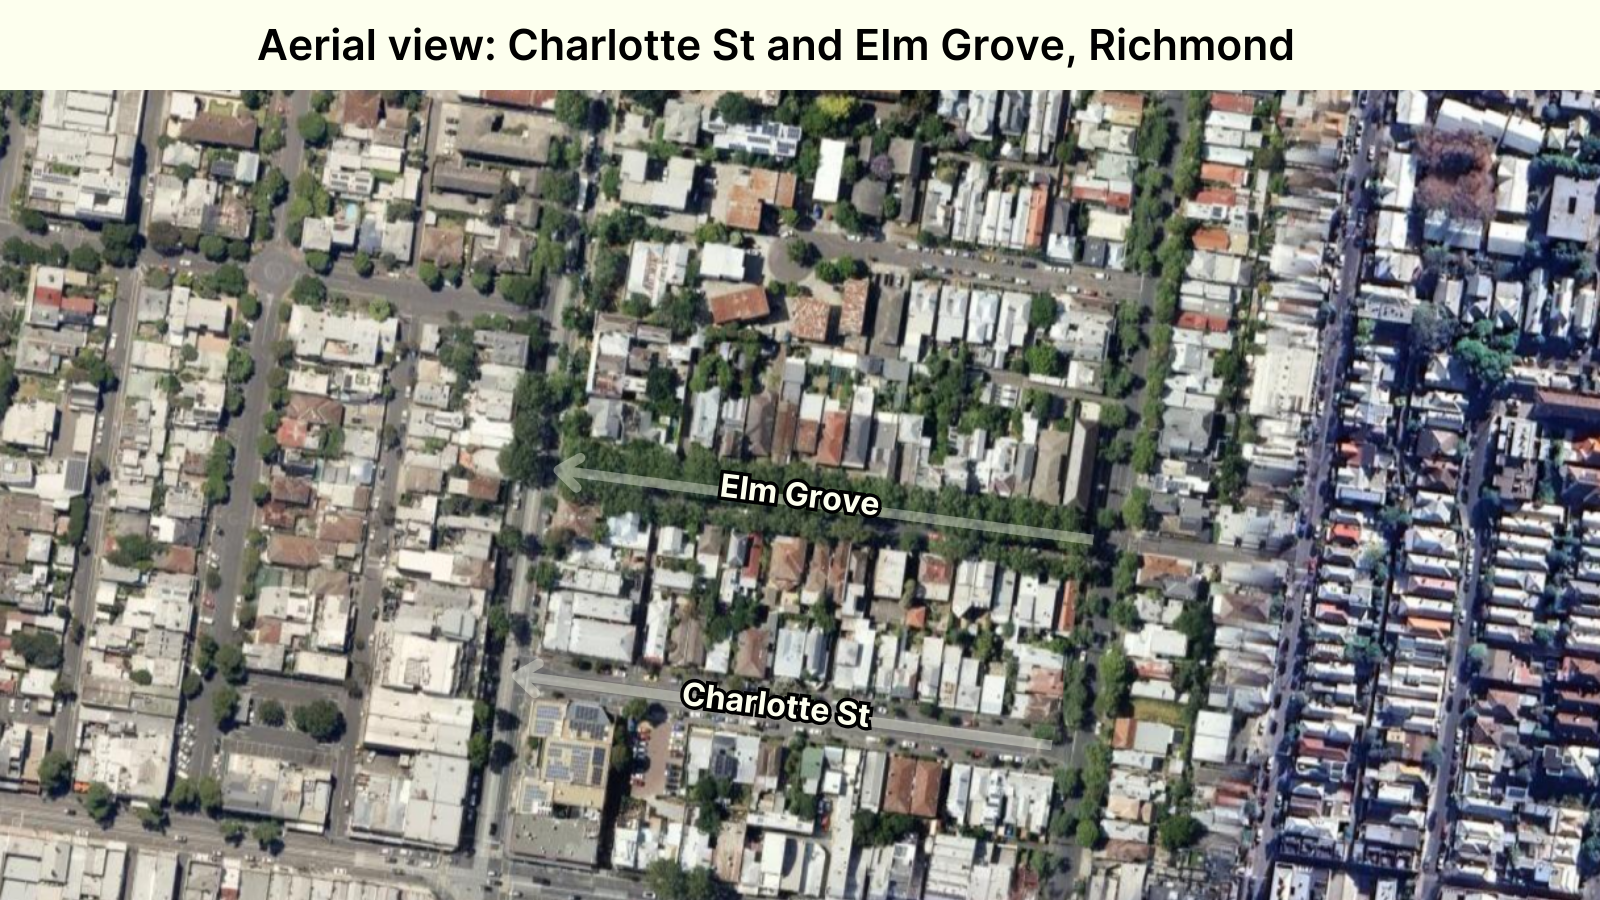 Aerial view: Charlotte St and Elm Grove, Richmond
Elm Grove
Charlotte St